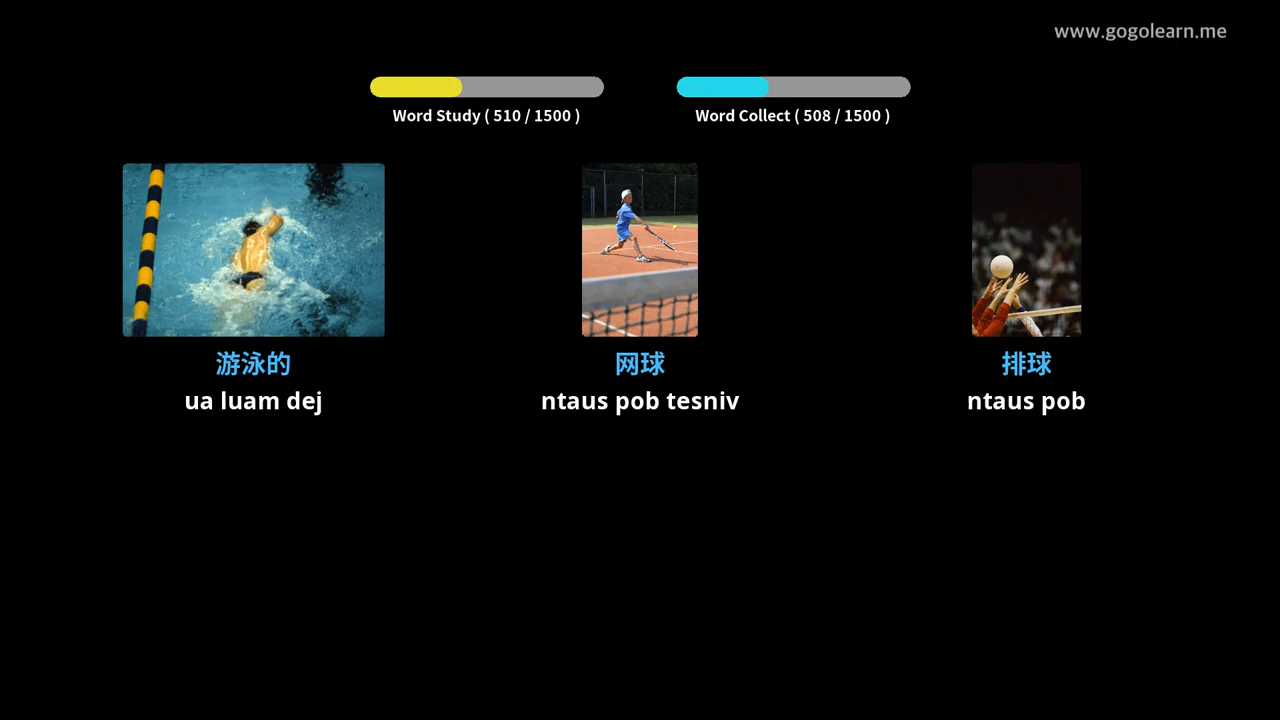 www.gogolearn.me
Word Study ( 510 / 1500 )
Word Collect ( 508 / 1500 )
游泳的
网球
排球
ua luam dej
ntaus pob tesniv
ntaus pob